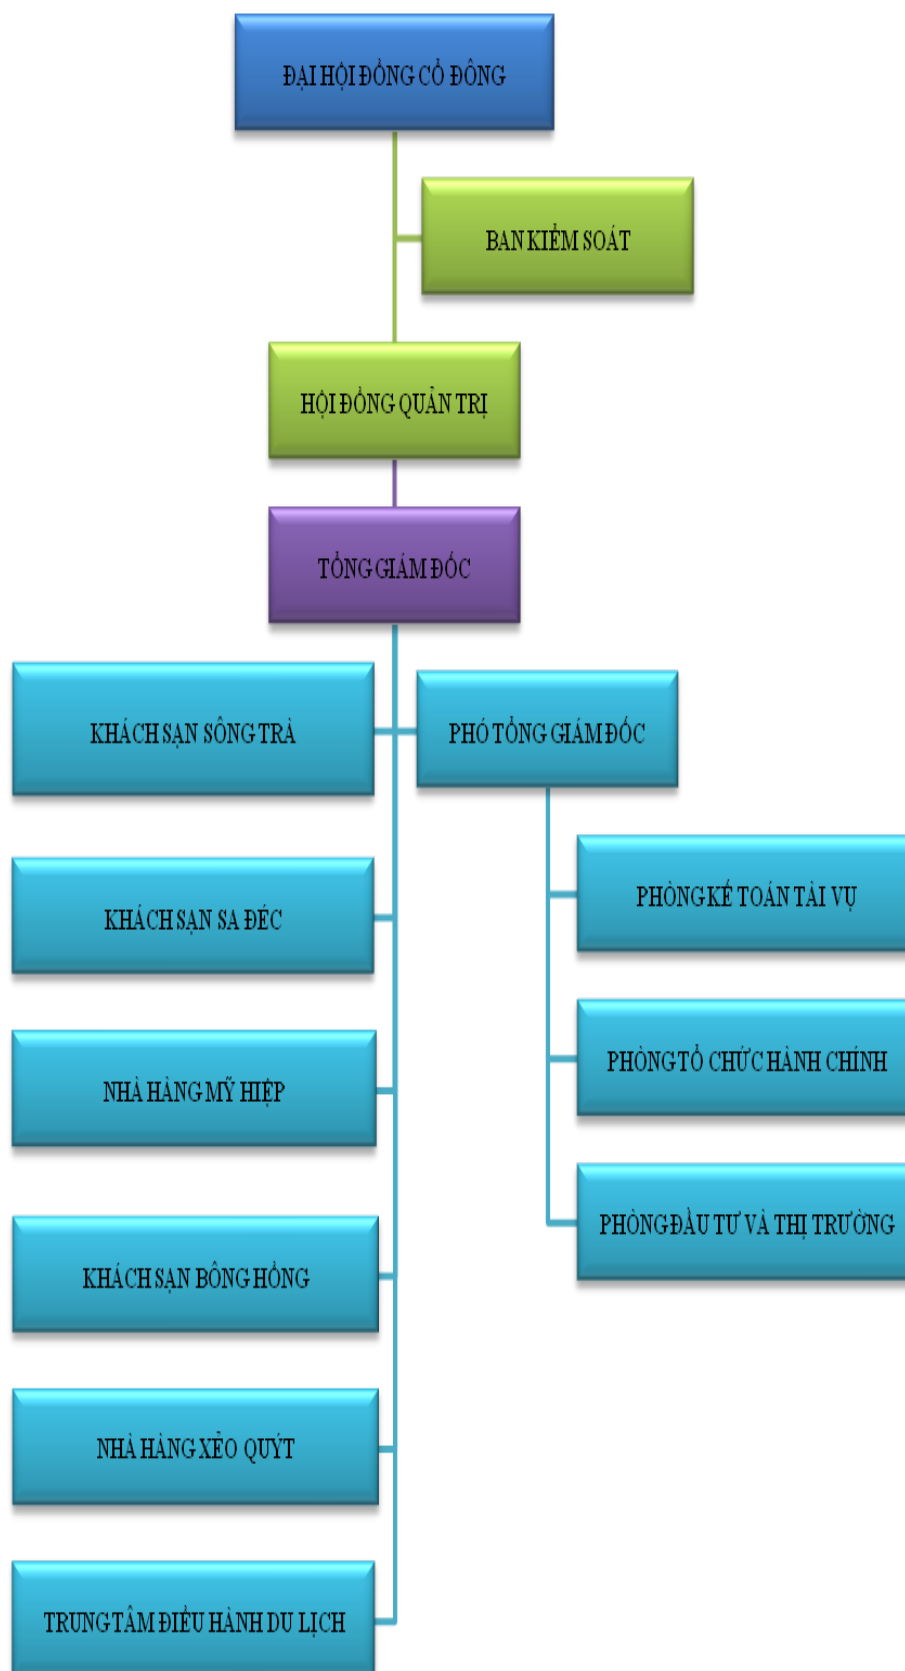 ĐẠI HỘI ĐỒNG CỔ ĐÔNG
BAN KIỂM SOÁT
HỘI ĐỒNG QUẢN TRỊ
TỔNG GIÁM ĐỐC
KHÁCH SẠN SÔNG TRÀ
PHÓ TỔNG GIÁM ĐỐC
PHÒNG KẾ TOÁN TÀI VỤ
KHÁCH SẠN SA ĐÉC
PHÒNG TỔ CHỨC HÀNH CHÍNH
NHÀ HÀNG MỸ HIỆP
PHÒNG ĐẦU TƯ VÀ THỊ TRƯỜNG
KHÁCH SẠN BÔNG HỒNG
NHÀ HÀNG XẺO QUÝT
TRUNG TÂM ĐIỀU HÀNH DU LỊCH